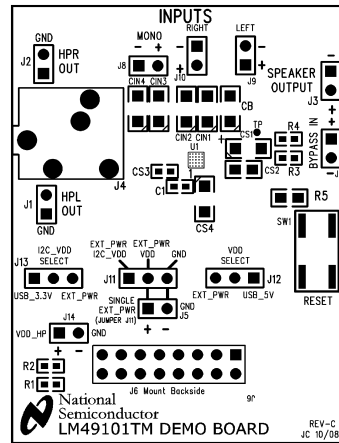 INPUTS
GND
HPR
OUT
J2
MONO
- +
J8
CIN4 CIN3
RIGHT
- +
J10
LEFT
+ -
J9
SPEAKER
OUTPUT
J3
-
+
CB
CIN2 CIN1
TP
+
CS1
U1
R4
R3
CS2
BYPASS IN
+
-
J4
CS3
C1
CS4
J1
HPL
OUT
GND
R5
SW1
RESET
I2C_VDD
SELECT
J13
USB_3.3V EXT_PWR
EXT_PWR
I2C_VDD VDD GND
J11
VDD
SELECT
J12
EXT_PWR USB_5V
SINGLE
EXT_PWR
(JUMPER J11)
J5
+ -
J14
VDD_HP GND
+ -
R2
R1
J6 Mount Backside
National
Semiconductor
LM49101TM DEMO BOARD
REV-C
JC 10/08